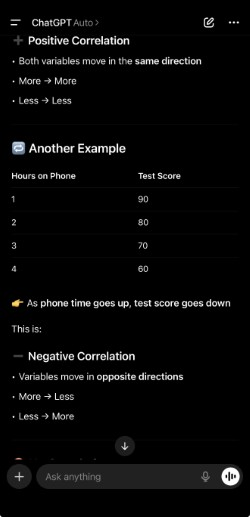 ChatGPT Auto >
➕ Positive Correlation
• Both variables move in the same direction
• More → More
• Less → Less
🔁 Another Example
Hours on Phone Test Score
1 90
2 80
3 70
4 60
👉 As phone time goes up, test score goes down
This is:
➖ Negative Correlation
• Variables move in opposite directions
• More → Less
• Less → More
Ask anything